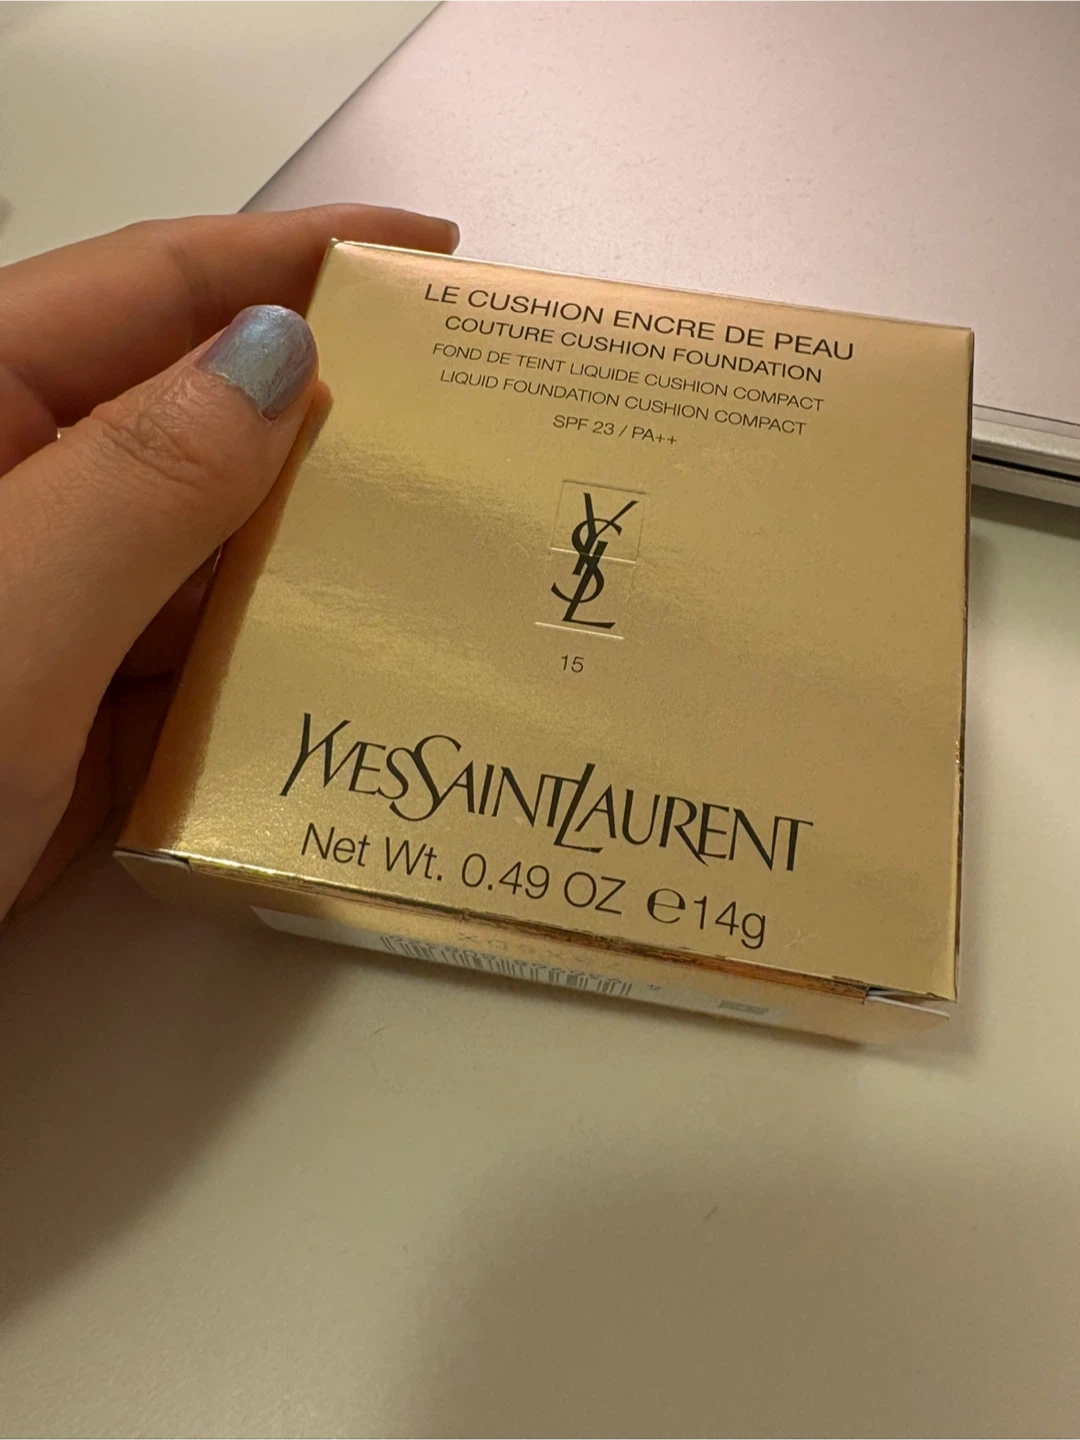 LE CUSHION ENCRE DE PEAU
COUTURE CUSHION FOUNDATION
FOND DE TEINT LIQUIDE CUSHION COMPACT
LIQUID FOUNDATION CUSHION COMPACT
SPF 23 / PA++
YSL
15
YVESSAINTLAURENT
Net Wt. 0.49 OZ ℮14g